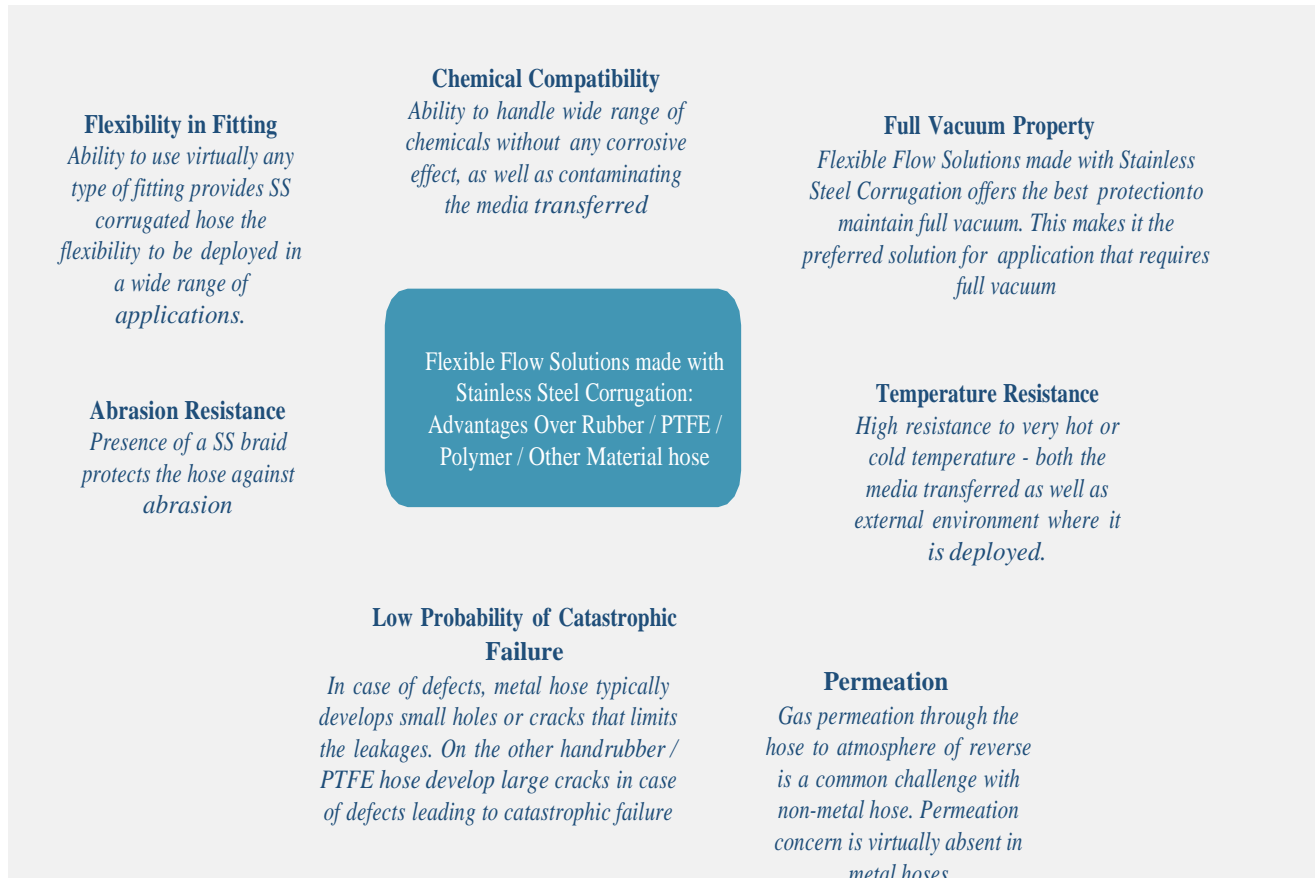 Chemical Compatibility
Ability to handle wide range of
chemicals without any corrosive
effect, as well as contaminating
the media transferred
Flexibility in Fitting
Ability to use virtually any
type of fitting provides SS
corrugated hose the
flexibility to be deployed in
a wide range of
applications.
Full Vacuum Property
Flexible Flow Solutions made with Stainless
Steel Corrugation offers the best protectionto
maintain full vacuum. This makes it the
preferred solution for application that requires
full vacuum
Flexible Flow Solutions made with
Stainless Steel Corrugation:
Advantages Over Rubber / PTFE /
Polymer / Other Material hose
Abrasion Resistance
Presence of a SS braid
protects the hose against
abrasion
Temperature Resistance
High resistance to very hot or
cold temperature - both the
media transferred as well as
external environment where it
is deployed.
Low Probability of Catastrophic
Failure
In case of defects, metal hose typically
develops small holes or cracks that limits
the leakages. On the other handrubber /
PTFE hose develop large cracks in case
of defects leading to catastrophic failure
Permeation
Gas permeation through the
hose to atmosphere of reverse
is a common challenge with
non-metal hose. Permeation
concern is virtually absent in
metal hoses